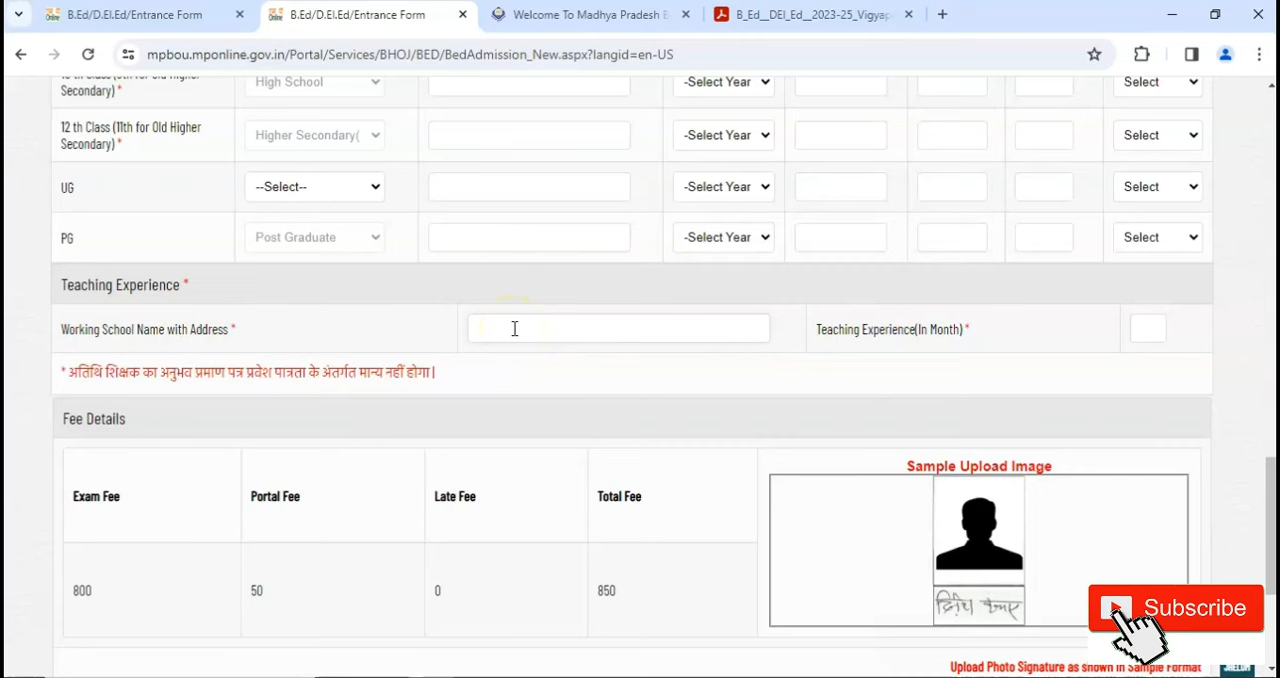 B.Ed/D.El.Ed/Entrance Form
B.Ed/D.El.Ed/Entrance Form
Welcome To Madhya Pradesh B
B_Ed__DEl_Ed__2023-25_Vigyap
mpbou.mponline.gov.in/Portal/Services/BHOJ/BED/BedAdmission_New.aspx?langid=en-US
Secondary) *
High School
-Select Year
Select
12 th Class (11th for Old Higher
Secondary) *
Higher Secondary(
-Select Year
Select
UG
--Select--
-Select Year
Select
PG
Post Graduate
-Select Year
Select
Teaching Experience *
Working School Name with Address *
Teaching Experience(In Month) *
* अतिथि शिक्षक का अनुभव प्रमाण पत्र प्रवेश पात्रता के अंतर्गत मान्य नहीं होगा |
Fee Details
Exam Fee
Portal Fee
Late Fee
Total Fee
Sample Upload Image
800
50
0
850
Subscribe
Upload Photo Signature as shown in Sample Format